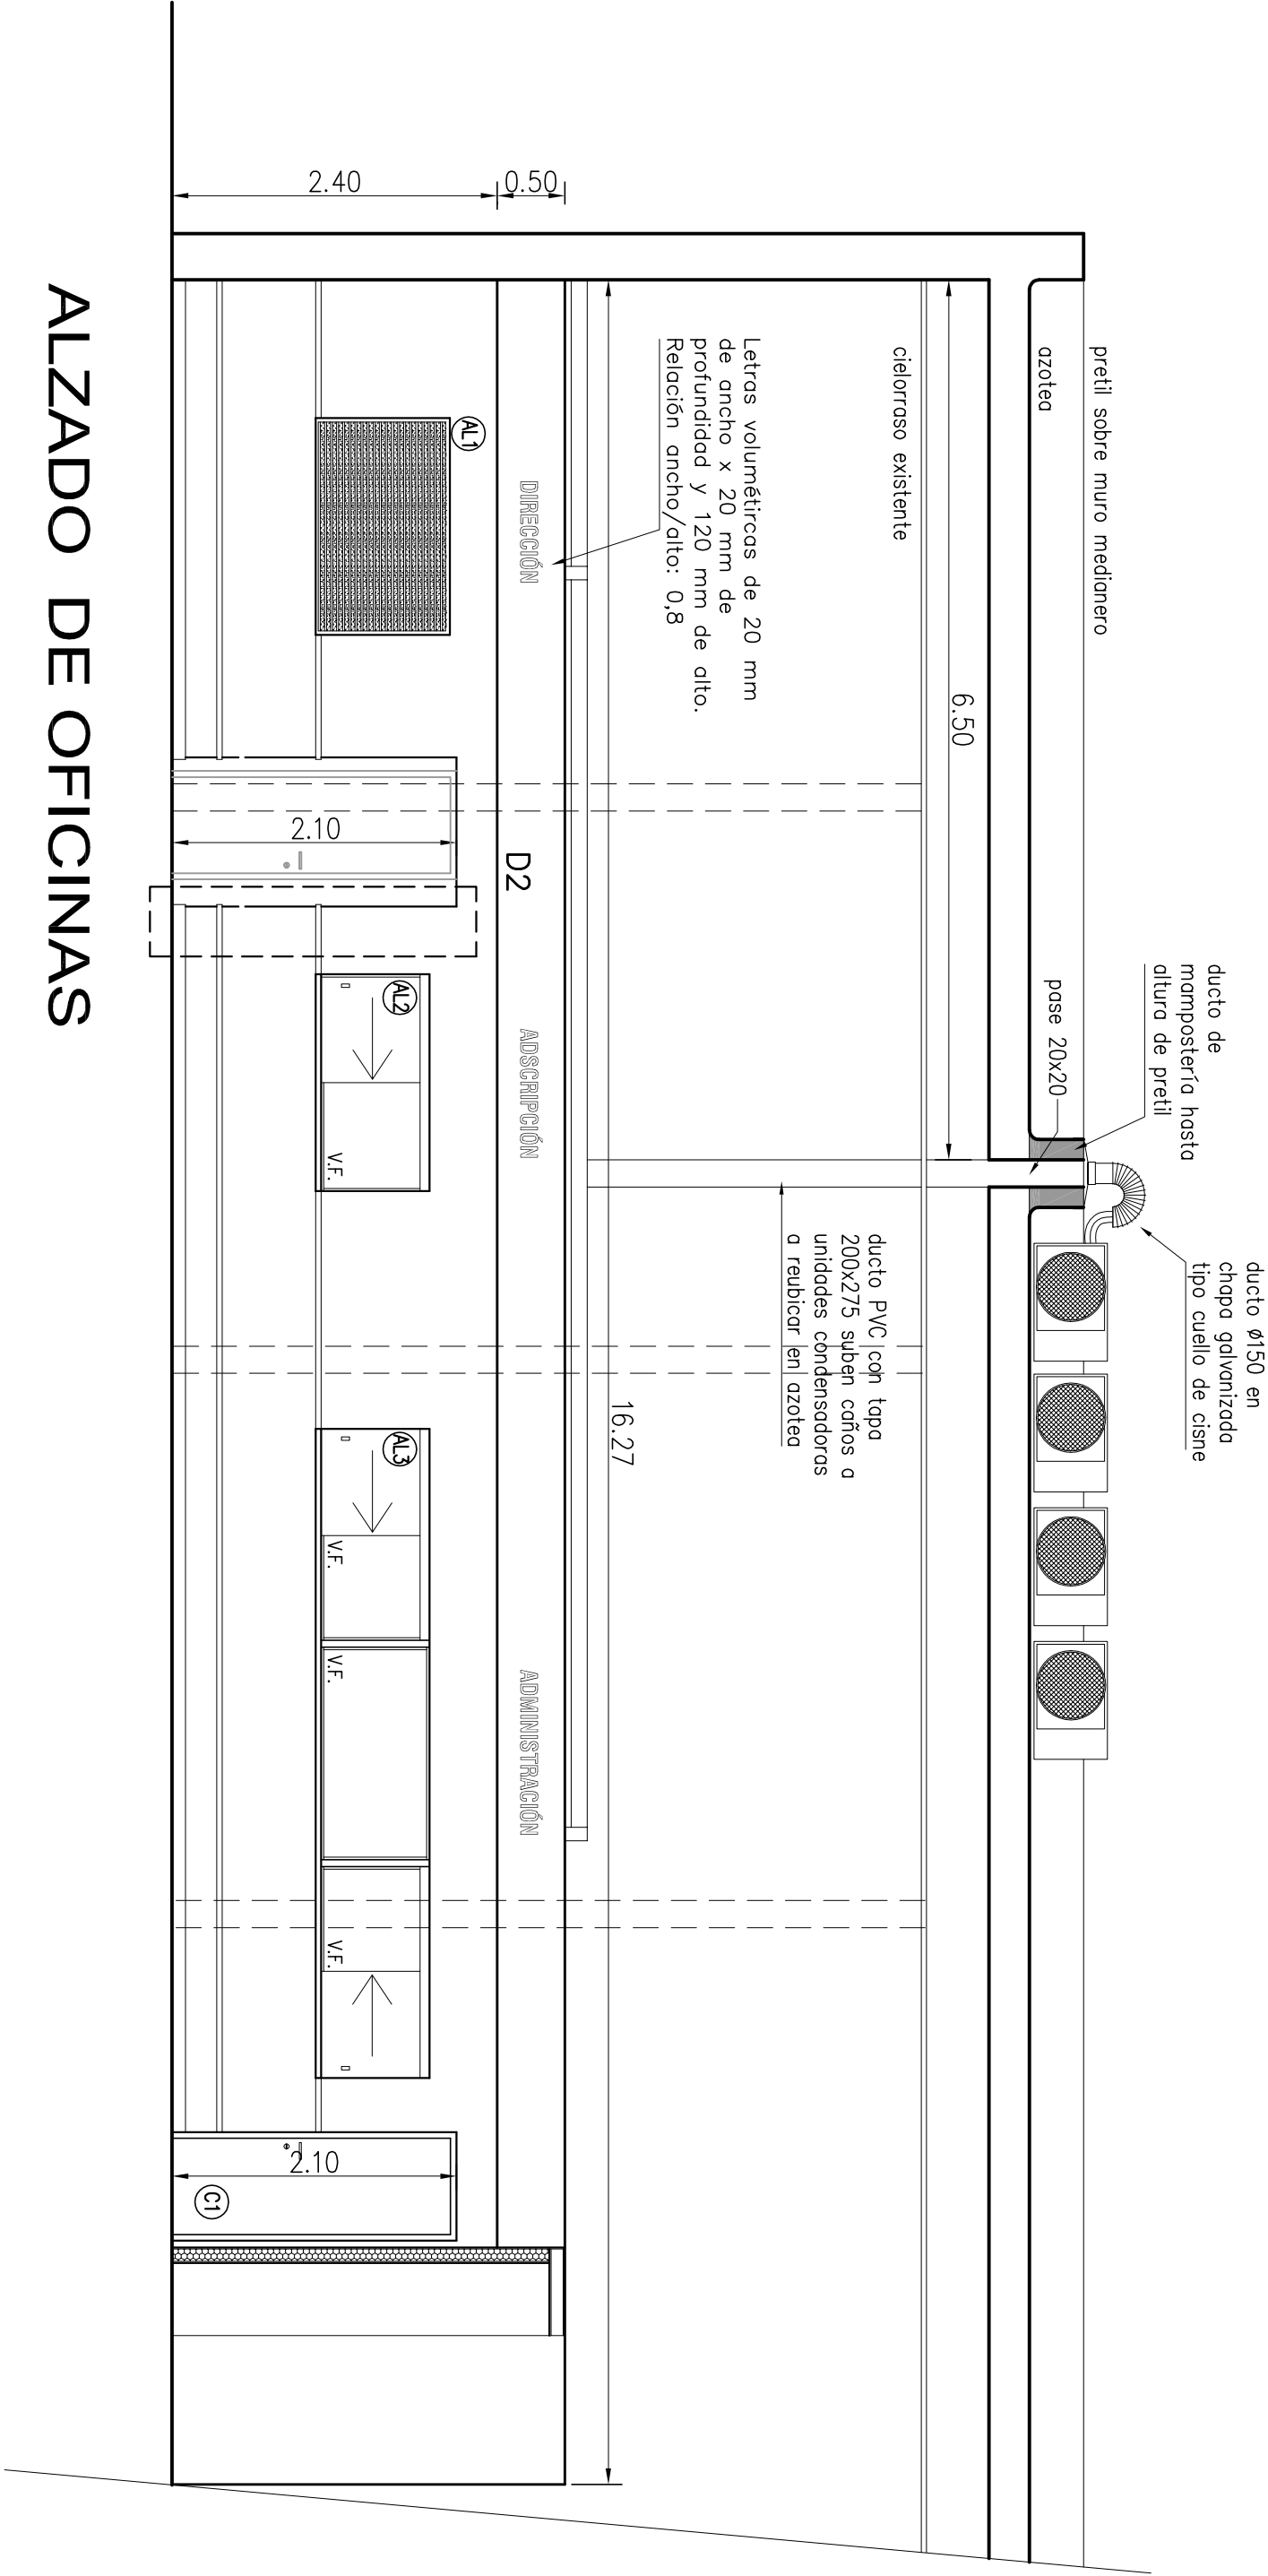 ducto Ø150 en
chapa galvanizada
tipo cuello de cisne
ducto de
mampostería hasta
altura de pretil
pretil sobre muro medianero
azotea
pase 20x20
6.50
cielorraso existente
ducto PVC con tapa
200x275 suben caños a
unidades condensadoras
a reubicar en azotea
Letras volumétircas de 20 mm
de ancho x 20 mm de
profundidad y 120 mm de alto.
Relación ancho/alto: 0,8
16.27
0.50
DIRECCIÓN
D2
ADSCRIPCIÓN
ADMINISTRACIÓN
2.40
AL1
AL2
AL3
V.F.
V.F.
V.F.
V.F.
2.10
2.10
C1
ALZADO DE OFICINAS